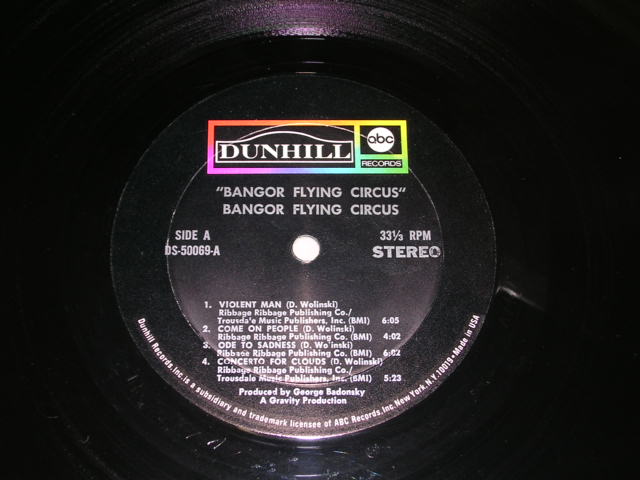 DUNHILL
abc
RECORDS
"BANGOR FLYING CIRCUS"
BANGOR FLYING CIRCUS
SIDE A
DS-50069-A
33⅓ RPM
STEREO
1. VIOLENT MAN (D. Wolinski)
Ribbage Ribbage Publishing Co./
Trousdale Music Publishers, Inc. (BMI) 6:05
2. COME ON PEOPLE (D. Wolinski)
Ribbage Ribbage Publishing Co. (BMI) 4:02
3. ODE TO SADNESS (D. Wolinski)
Ribbage Ribbage Publishing Co. (BMI) 6:02
4. CONCERTO FOR CLOUDS (D. Wolinski)
Ribbage Ribbage Publishing Co./
Trousdale Music Publishers, Inc. (BMI) 5:23
Produced by George Badonsky
A Gravity Production
Dunhill Records, Inc. is a subsidiary and trademark licensee of ABC Records, Inc. New York, N.Y. 10019 • Made in USA